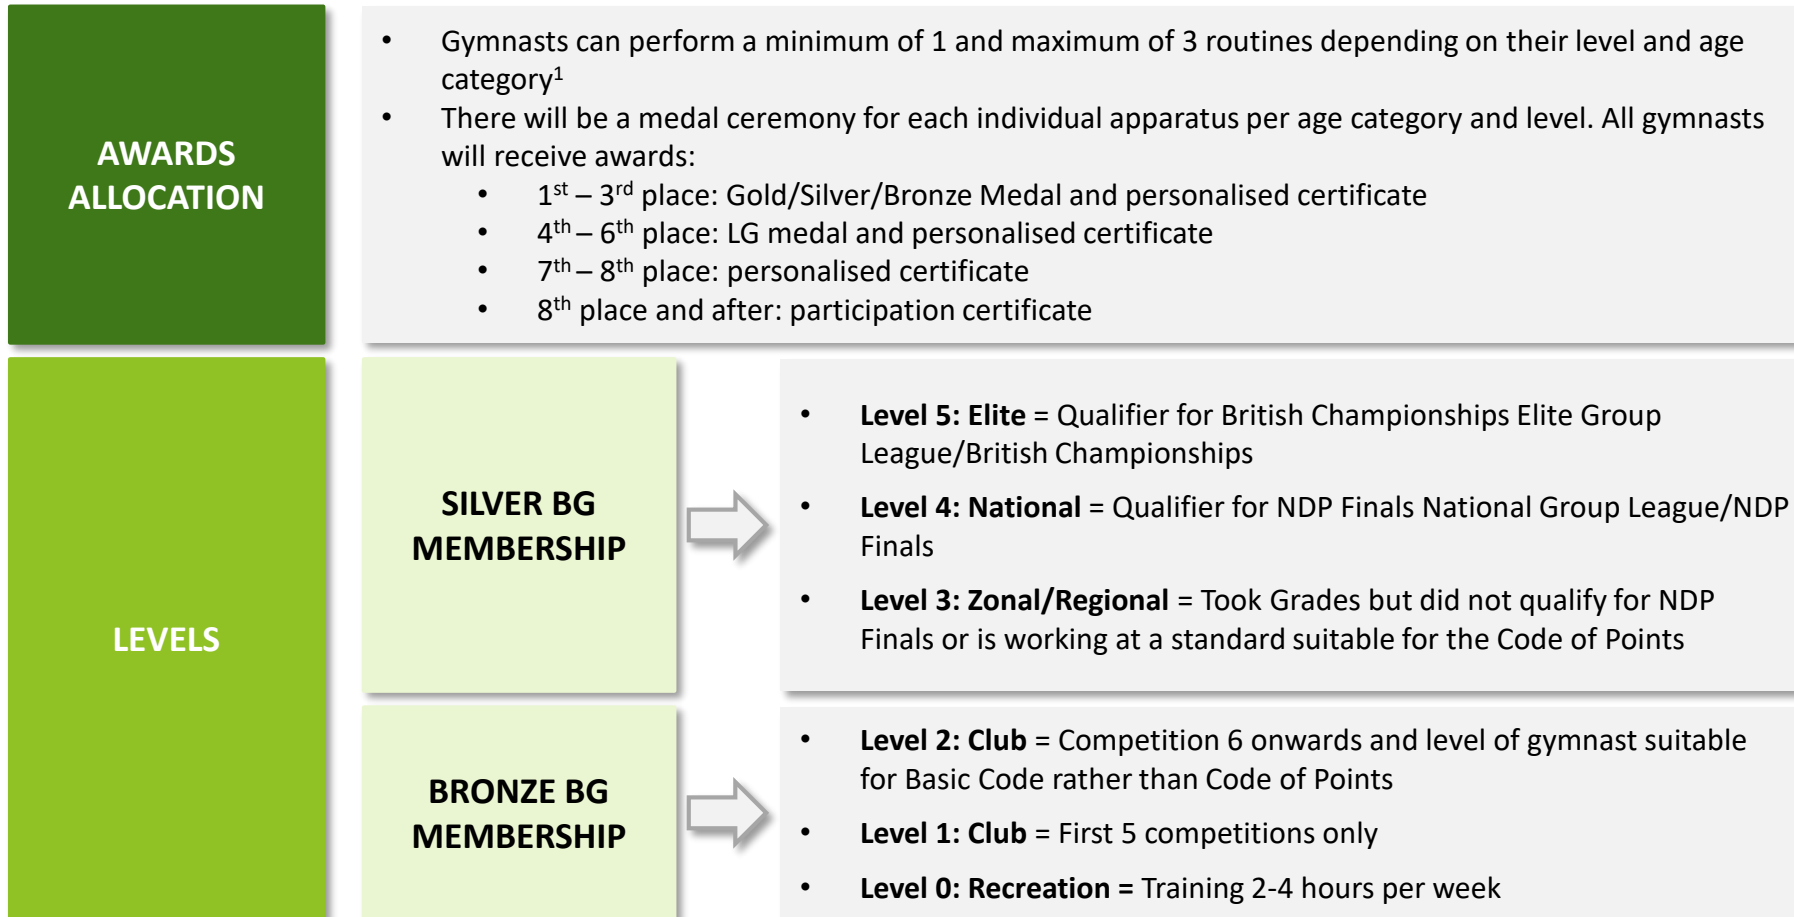 AWARDS
ALLOCATION
• Gymnasts can perform a minimum of 1 and maximum of 3 routines depending on their level and age
category¹
• There will be a medal ceremony for each individual apparatus per age category and level. All gymnasts
will receive awards:
• 1st – 3rd place: Gold/Silver/Bronze Medal and personalised certificate
• 4th – 6th place: LG medal and personalised certificate
• 7th – 8th place: personalised certificate
• 8th place and after: participation certificate
LEVELS
SILVER BG
MEMBERSHIP
• Level 5: Elite = Qualifier for British Championships Elite Group
League/British Championships
• Level 4: National = Qualifier for NDP Finals National Group League/NDP
Finals
• Level 3: Zonal/Regional = Took Grades but did not qualify for NDP
Finals or is working at a standard suitable for the Code of Points
BRONZE BG
MEMBERSHIP
• Level 2: Club = Competition 6 onwards and level of gymnast suitable
for Basic Code rather than Code of Points
• Level 1: Club = First 5 competitions only
• Level 0: Recreation = Training 2-4 hours per week